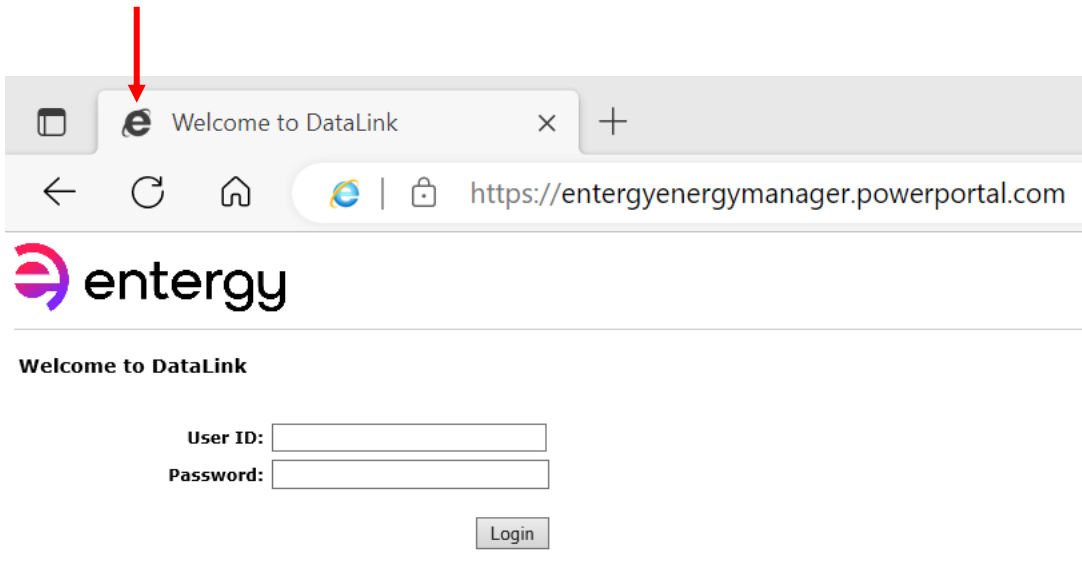 Welcome to DataLink
https://entergyenergymanager.powerportal.com
entergy
Welcome to DataLink
User ID:
Password:
Login